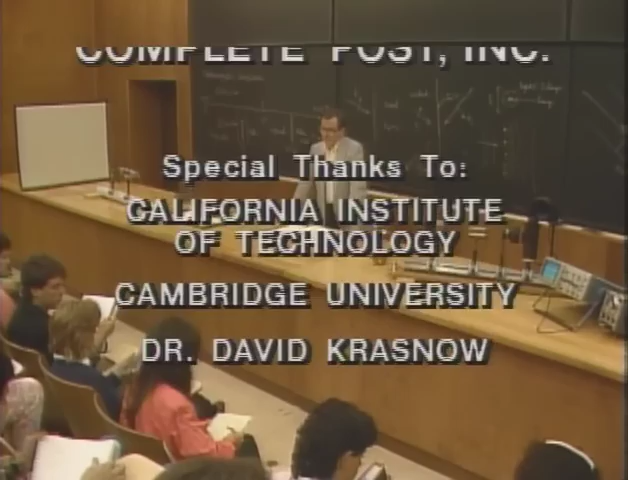 COMPLETE POST, INC.
Special Thanks To:
CALIFORNIA INSTITUTE
OF TECHNOLOGY
CAMBRIDGE UNIVERSITY
DR. DAVID KRASNOW